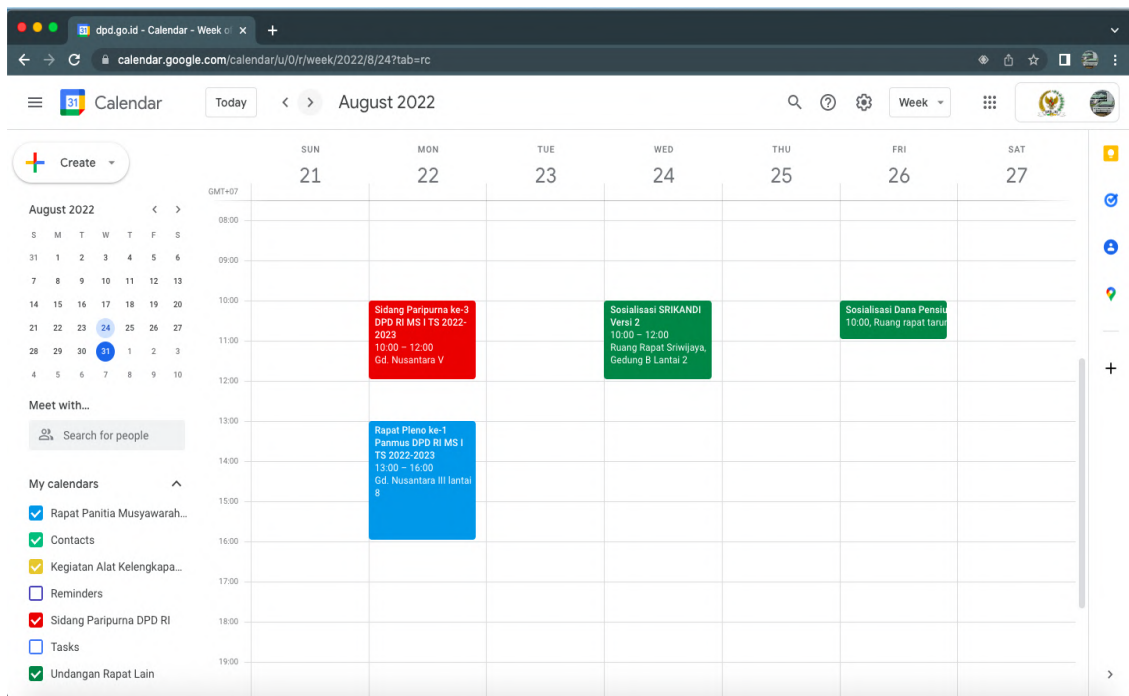 dpd.go.id - Calendar - Week o
calendar.google.com/calendar/u/0/r/week/2022/8/24?tab=rc
31 Calendar Today August 2022 Week
Create
SUN MON TUE WED THU FRI SAT
21 22 23 24 25 26 27
GMT+07
August 2022
S M T W T F S
31 1 2 3 4 5 6
7 8 9 10 11 12 13
14 15 16 17 18 19 20
21 22 23 24 25 26 27
28 29 30 31 1 2 3
4 5 6 7 8 9 10
Meet with...
Search for people
My calendars
Rapat Panitia Musyawarah...
Contacts
Kegiatan Alat Kelengkapa...
Reminders
Sidang Paripurna DPD RI
Tasks
Undangan Rapat Lain
08:00
09:00
10:00
11:00
12:00
13:00
14:00
15:00
16:00
17:00
18:00
19:00
Sidang Paripurna ke-3
DPD RI MS I TS 2022-
2023
10:00 – 12:00
Gd. Nusantara V
Rapat Pleno ke-1
Panmus DPD RI MS I
TS 2022-2023
13:00 – 16:00
Gd. Nusantara III lantai
8
Sosialisasi SRIKANDI
Versi 2
10:00 – 12:00
Ruang Rapat Sriwijaya,
Gedung B Lantai 2
Sosialisasi Dana Pensiu
10:00, Ruang rapat tarur